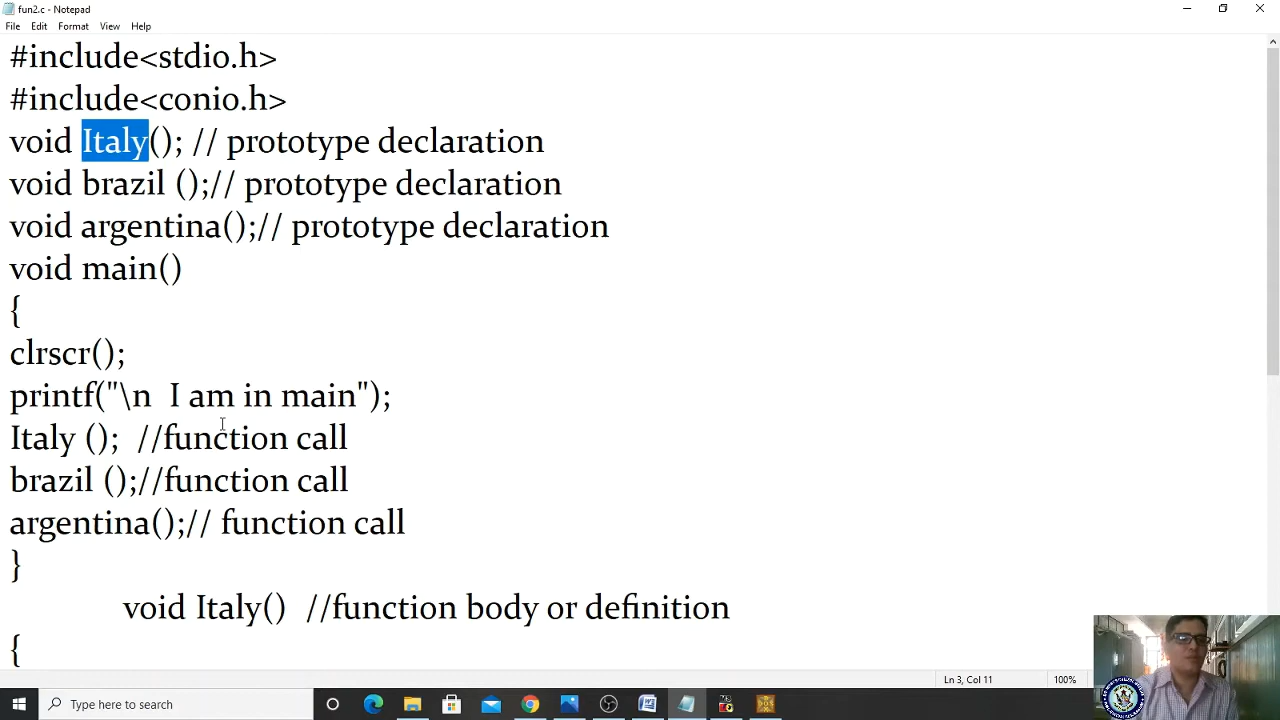 fun2.c - Notepad
File Edit Format View Help
#include<stdio.h>
#include<conio.h>
void Italy(); // prototype declaration
void brazil ();// prototype declaration
void argentina();// prototype declaration
void main()
{
clrscr();
printf("\n  I am in main");
Italy ();  //function call
brazil ();//function call
argentina();// function call
}
void Italy()  //function body or definition
{
Ln 3, Col 11 100%
Type here to search